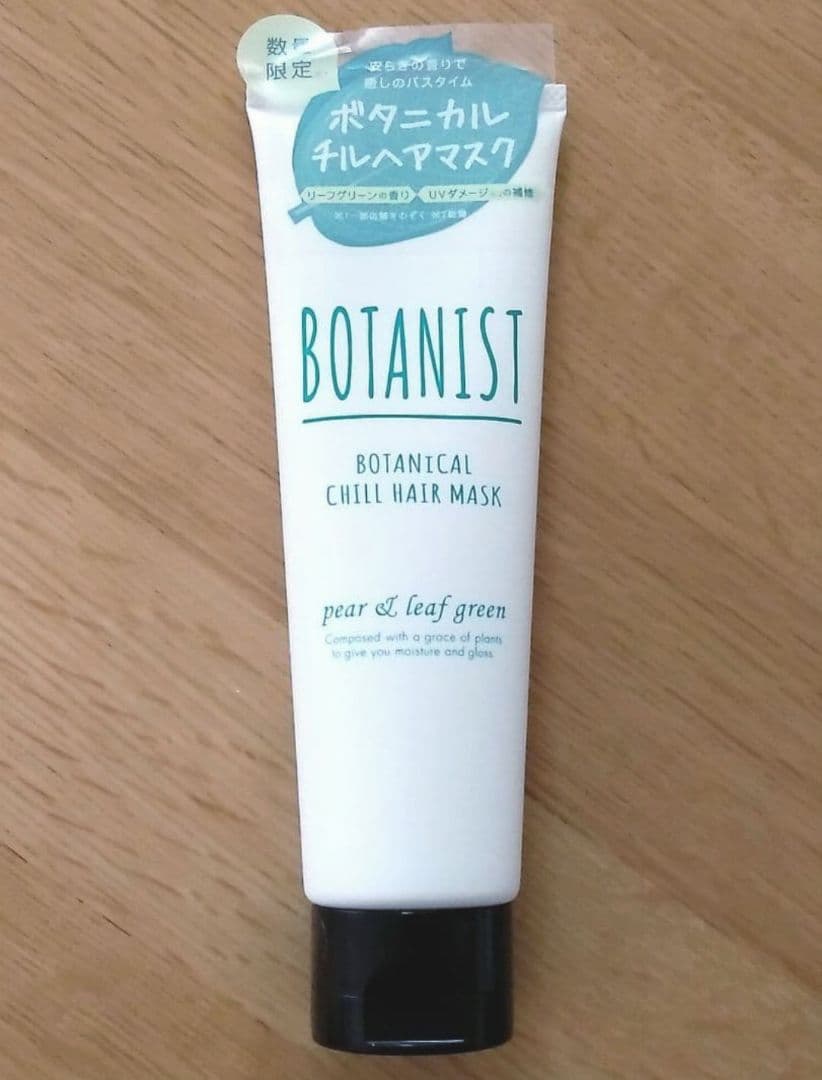 数量
限定
安らぎの香りで
癒しのバスタイム
ボタニカル
チルヘアマスク
リーフグリーンの香り UVダメージの補修
BOTANIST
BOTANICAL
CHILL HAIR MASK
pear & leaf green
Composed with a grace of plants
to give you moisture and gloss.